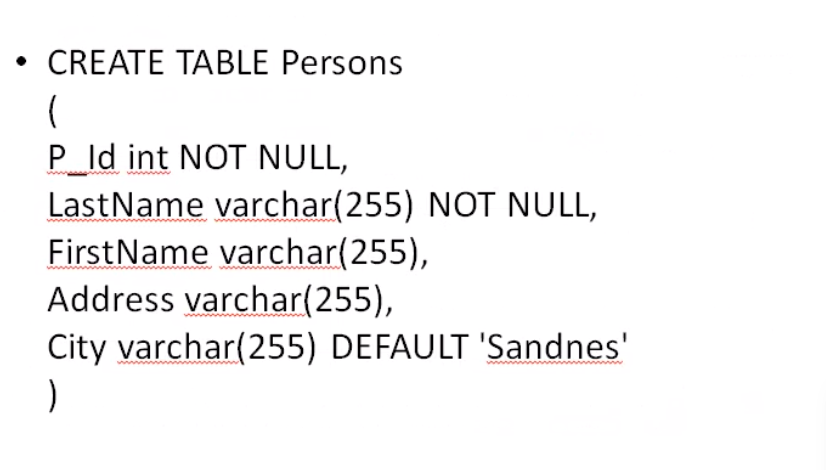 • CREATE TABLE Persons
(
P_Id int NOT NULL,
LastName varchar(255) NOT NULL,
FirstName varchar(255),
Address varchar(255),
City varchar(255) DEFAULT 'Sandnes'
)